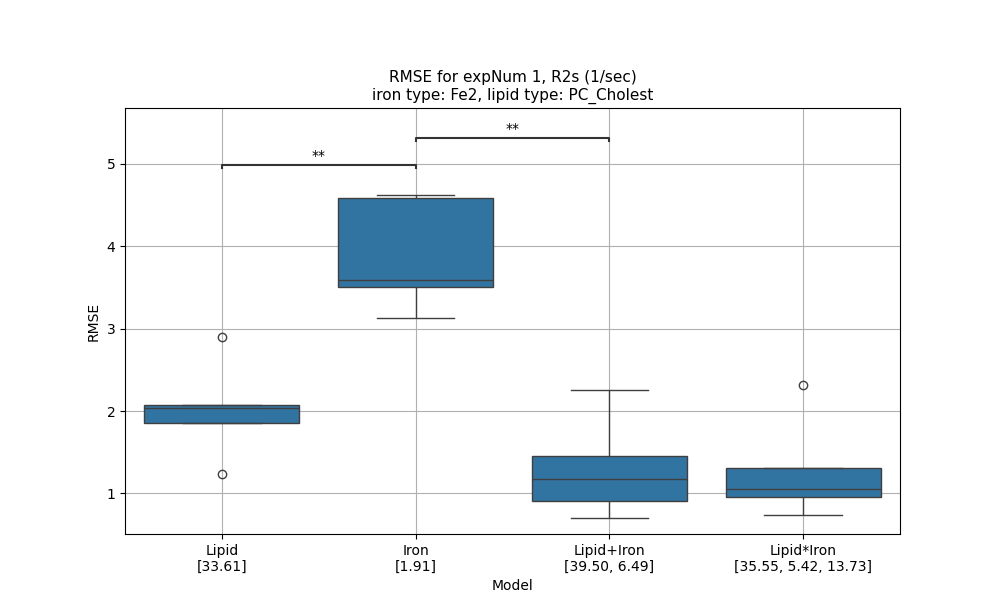 RMSE for expNum 1, R2s (1/sec)
iron type: Fe2, lipid type: PC_Cholest
**
**
5
4
3
2
1
RMSE
Lipid
[33.61]
Iron
[1.91]
Lipid+Iron
[39.50, 6.49]
Lipid*Iron
[35.55, 5.42, 13.73]
Model